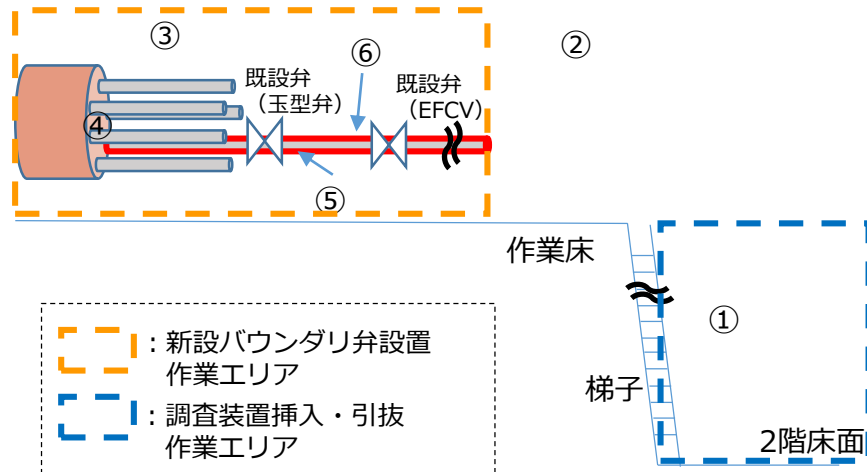 ③
②
⑥
既設弁
（玉型弁）
既設弁
（EFCV）
④
⑤
作業床
①
梯子
2階床面
：新設バウンダリ弁設置
作業エリア
：調査装置挿入・引抜
作業エリア